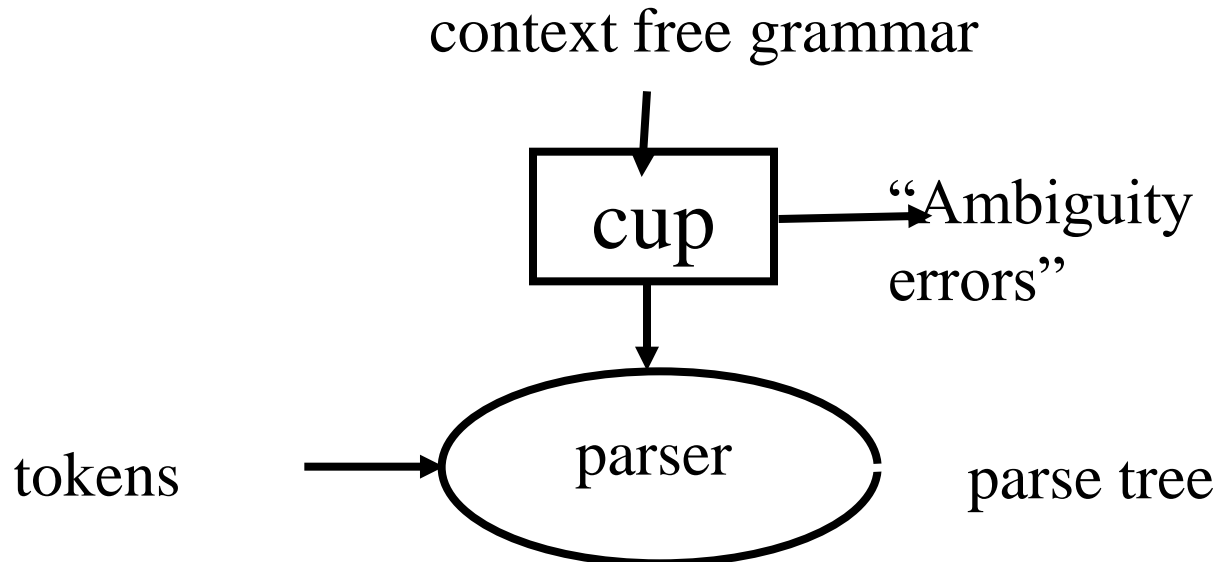 context free grammar
cup
“Ambiguity
errors”
parser
tokens
parse tree